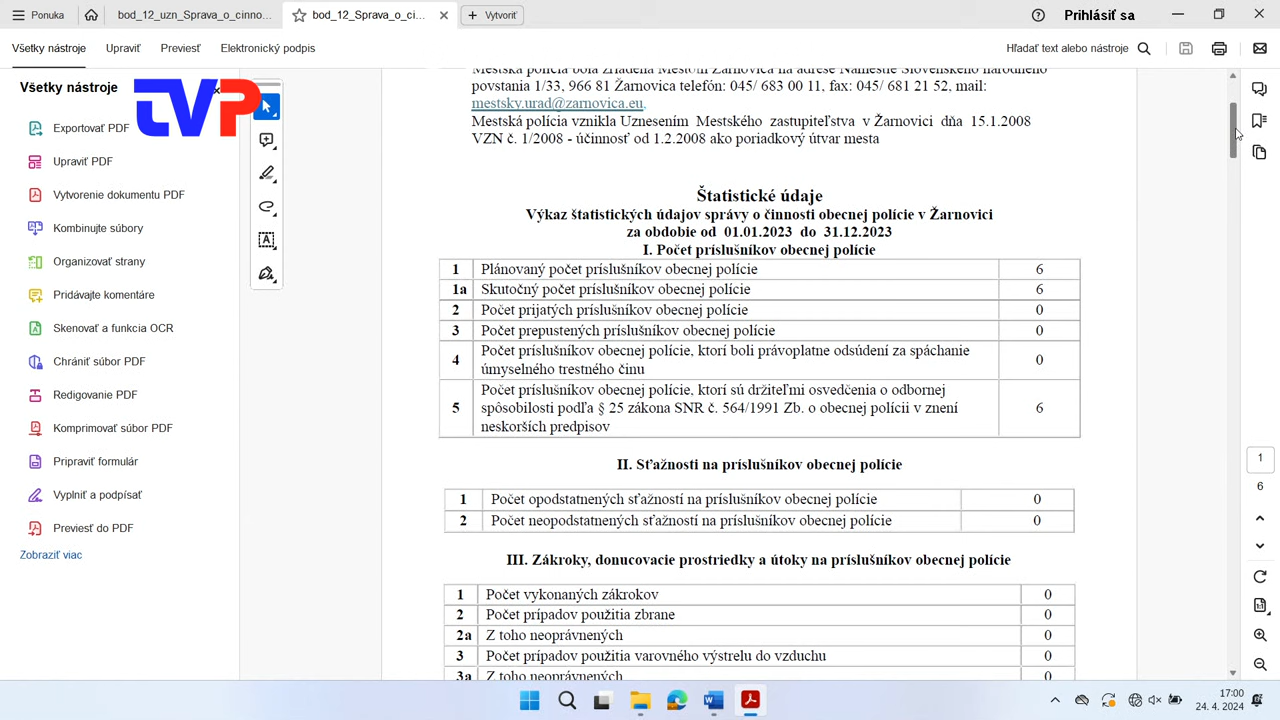 Ponuka
bod_12_uzn_Sprava_o_cinno...
bod_12_Sprava_o_ci...
Vytvoriť
Prihlásiť sa
Všetky nástroje
Upraviť
Previesť
Elektronický podpis
Hľadať text alebo nástroje
Všetky nástroje
TVP
Exportovať PDF
Upraviť PDF
Vytvorenie dokumentu PDF
Kombinujte súbory
Organizovať strany
Pridávajte komentáre
Skenovať a funkcia OCR
Chrániť súbor PDF
Redigovanie PDF
Komprimovať súbor PDF
Pripraviť formulár
Vyplniť a podpísať
Previesť do PDF
Zobraziť viac
Mestská polícia bola zriadená Mestom Žarnovica na adrese Námestie Slovenského národného
povstania 1/33, 966 81 Žarnovica telefón: 045/ 683 00 11, fax: 045/ 681 21 52, mail:
mestsky.urad@zarnovica.eu,
Mestská polícia vznikla Uznesením Mestského zastupiteľstva v Žarnovici dňa 15.1.2008
VZN č. 1/2008 - účinnosť od 1.2.2008 ako poriadkový útvar mesta
Štatistické údaje
Výkaz štatistických údajov správy o činnosti obecnej polície v Žarnovici
za obdobie od 01.01.2023 do 31.12.2023
I. Počet príslušníkov obecnej polície
1 Plánovaný počet príslušníkov obecnej polície 6
1a Skutočný počet príslušníkov obecnej polície 6
2 Počet prijatých príslušníkov obecnej polície 0
3 Počet prepustených príslušníkov obecnej polície 0
4 Počet príslušníkov obecnej polície, ktorí boli právoplatne odsúdení za spáchanie
úmyselného trestného činu 0
5 Počet príslušníkov obecnej polície, ktorí sú držiteľmi osvedčenia o odbornej
spôsobilosti podľa § 25 zákona SNR č. 564/1991 Zb. o obecnej polícii v znení 6
neskorších predpisov
II. Sťažnosti na príslušníkov obecnej polície
1 Počet opodstatnených sťažností na príslušníkov obecnej polície 0
2 Počet neopodstatnených sťažností na príslušníkov obecnej polície 0
III. Zákroky, donucovacie prostriedky a útoky na príslušníkov obecnej polície
1 Počet vykonaných zákrokov 0
2 Počet prípadov použitia zbrane 0
2a Z toho neoprávnených 0
3 Počet prípadov použitia varovného výstrelu do vzduchu 0
3a Z toho neoprávnených 0
1
6
17:00
24. 4. 2024